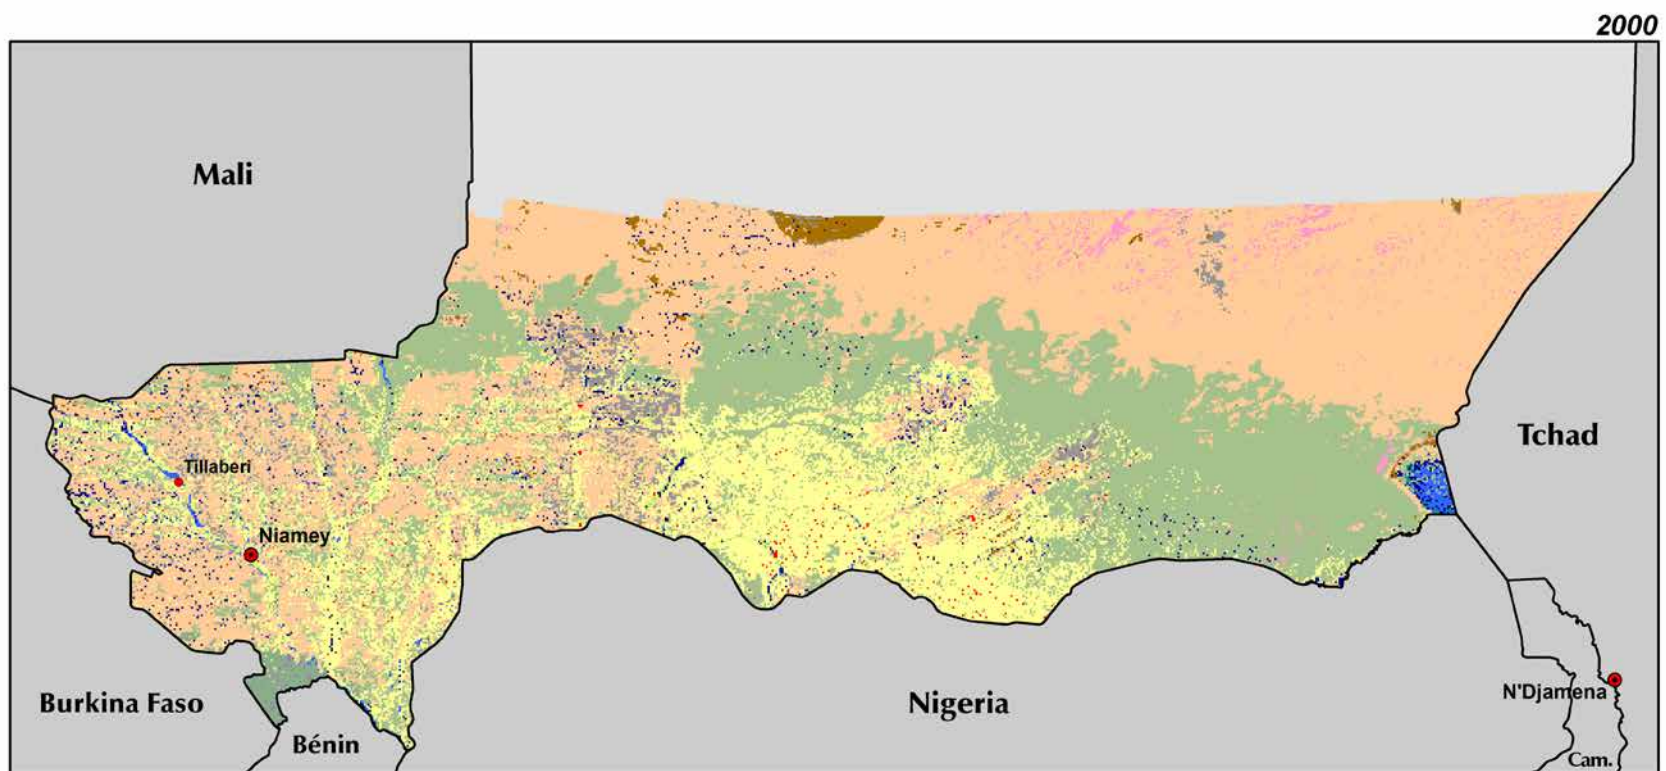 2000
Mali
Tchad
Tillaberi
Niamey
Burkina Faso
Nigeria
N'Djamena
Bénin
Cam.